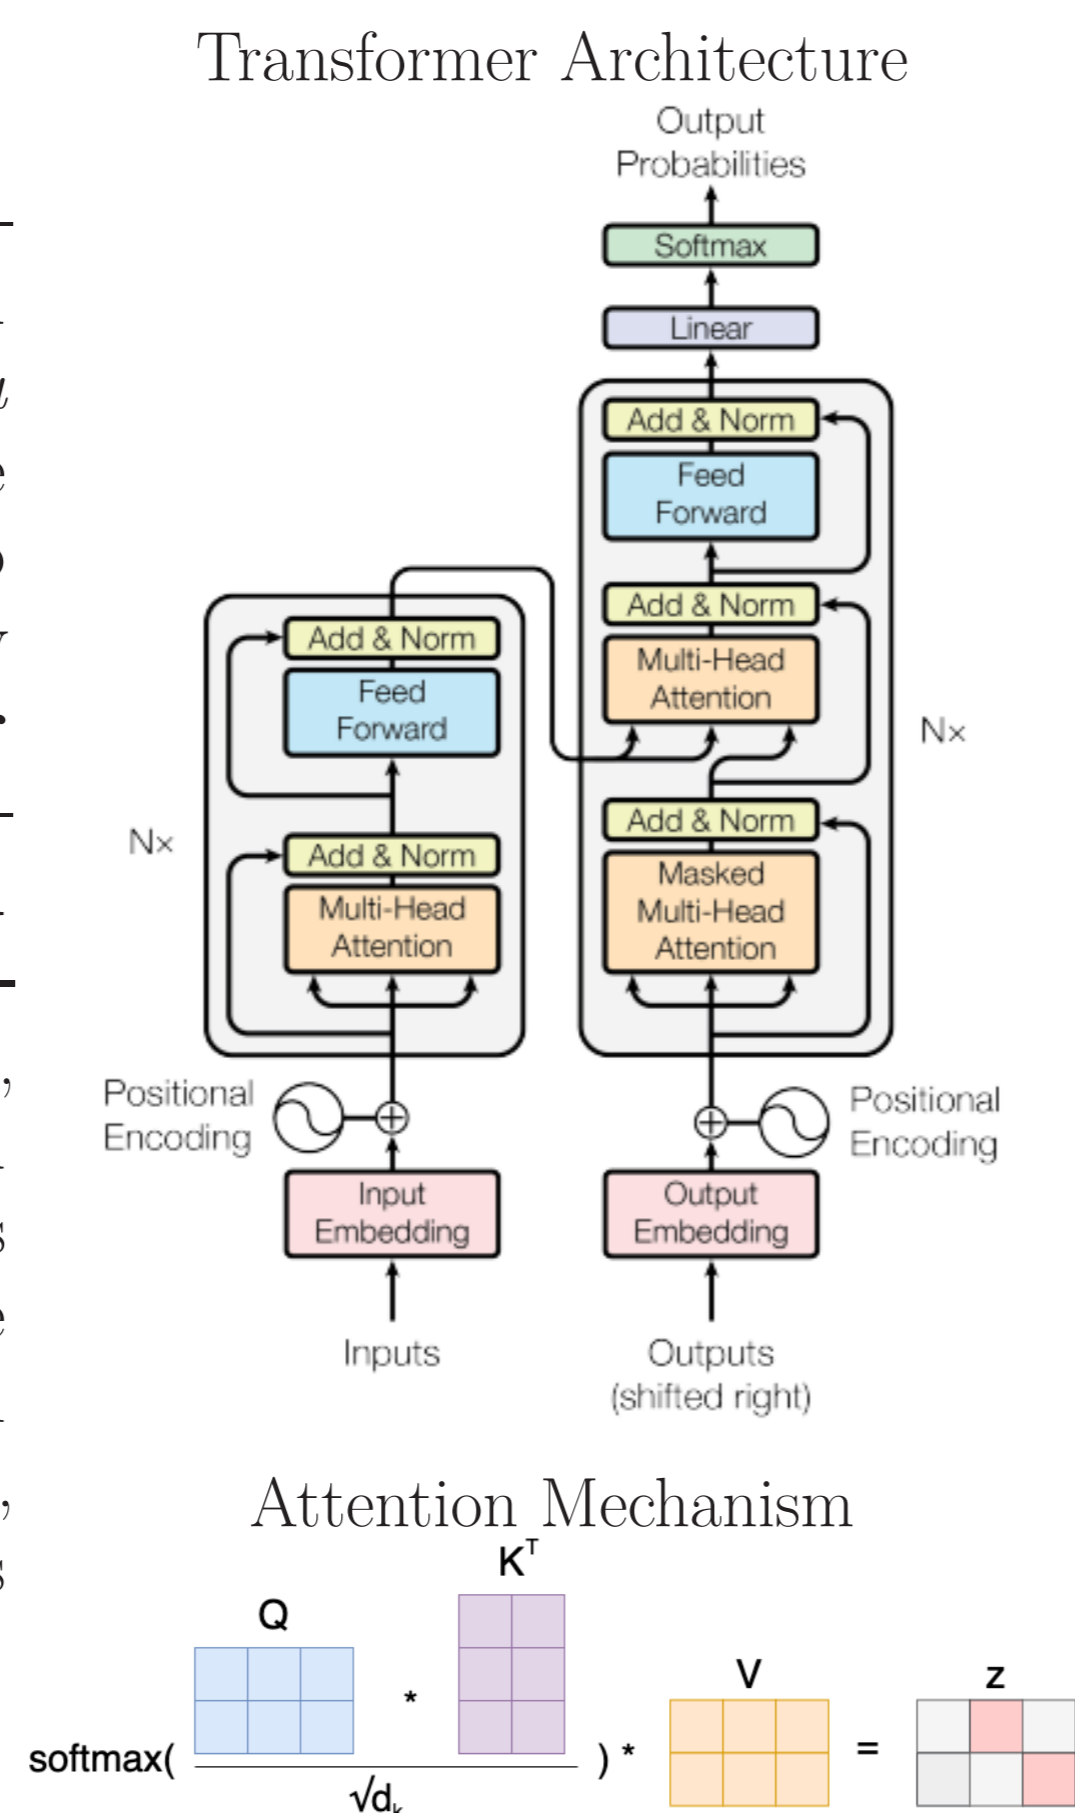 Transformer Architecture
Output
Probabilities
Softmax
Linear
Add & Norm
Feed
Forward
Add & Norm
Multi-Head
Attention
Nx
Add & Norm
Masked
Multi-Head
Attention
Add & Norm
Feed
Forward
Nx
Add & Norm
Multi-Head
Attention
Positional
Encoding
Positional
Encoding
Input
Embedding
Output
Embedding
Inputs
Outputs
(shifted right)
Attention Mechanism
Q
*
K^T
softmax(
√d_k
) *
V
=
z